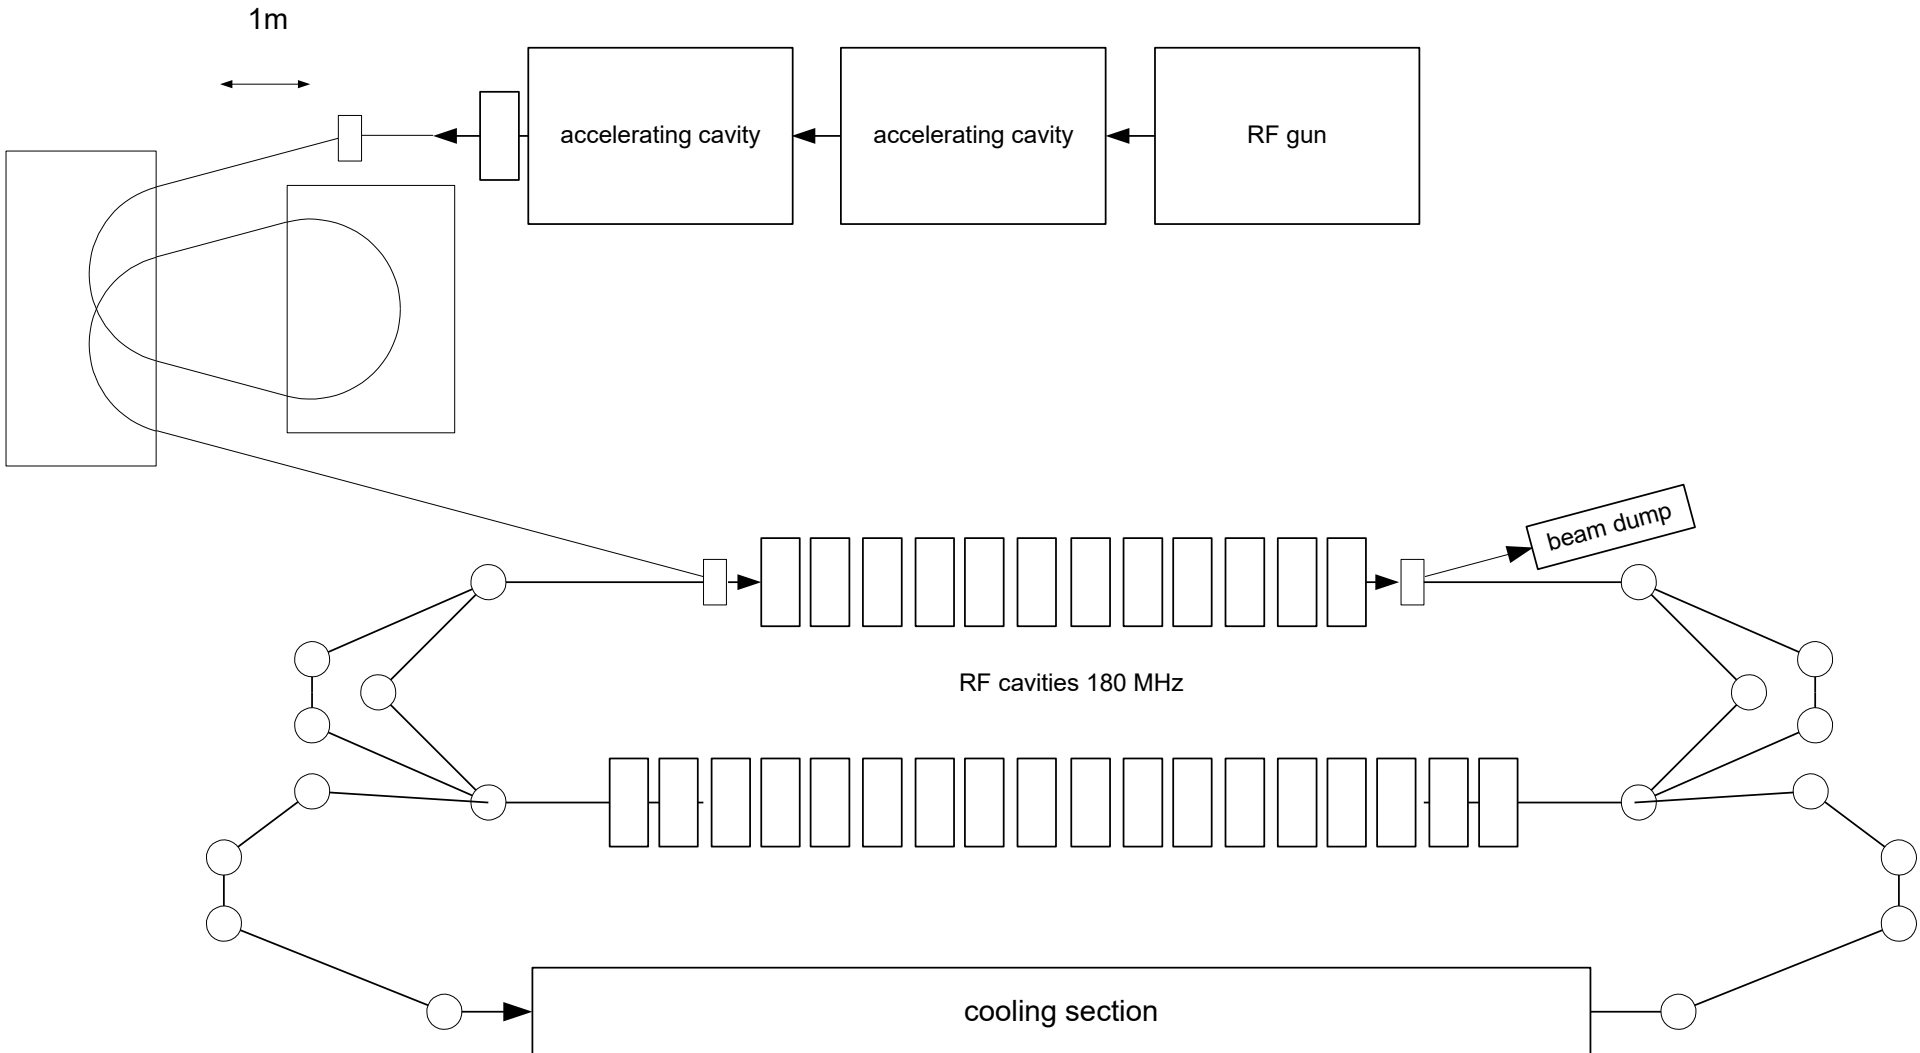 1m
accelerating cavity
accelerating cavity
RF gun
beam dump
RF cavities 180 MHz
cooling section